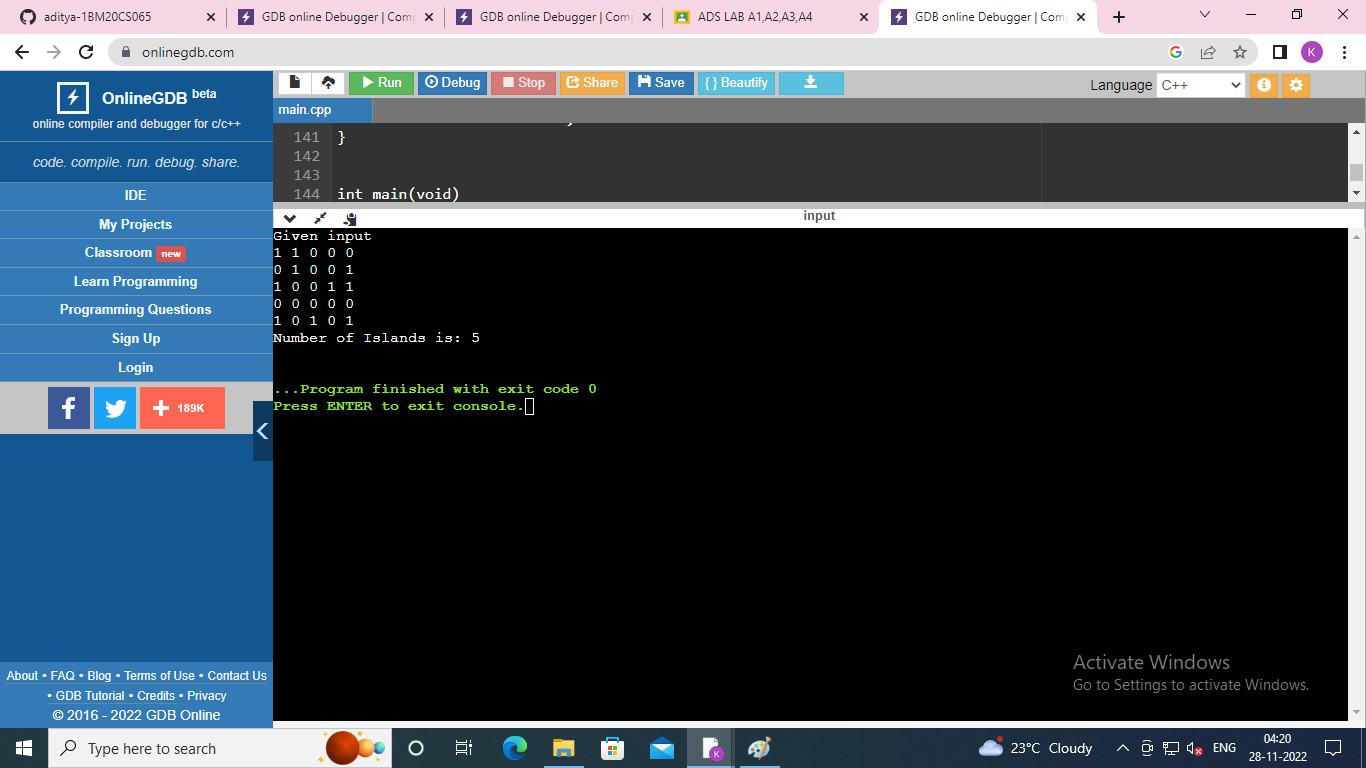 aditya-1BM20CS065
GDB online Debugger | Com
GDB online Debugger | Com
ADS LAB A1,A2,A3,A4
GDB online Debugger | Com
onlinegdb.com
K
OnlineGDB beta
online compiler and debugger for c/c++
code. compile. run. debug. share.
IDE
My Projects
Classroom new
Learn Programming
Programming Questions
Sign Up
Login
f
189K
About • FAQ • Blog • Terms of Use • Contact Us
• GDB Tutorial • Credits • Privacy
© 2016 - 2022 GDB Online
Run Debug Stop Share Save { } Beautify
Language C++
main.cpp
141 }
142
143
144 int main(void)
input
Given input
1 1 0 0 0
0 1 0 0 1
1 0 0 1 1
0 0 0 0 0
1 0 1 0 1
Number of Islands is: 5
...Program finished with exit code 0
Press ENTER to exit console.
Activate Windows
Go to Settings to activate Windows.
Type here to search
K
23°C Cloudy
ENG
04:20
28-11-2022